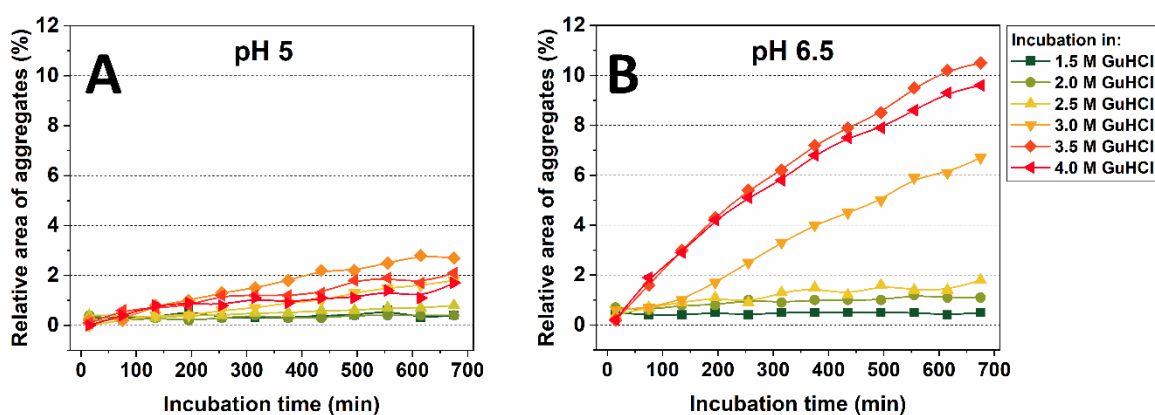 A
pH 5
Relative area of aggregates (%)
12
10
8
6
4
2
0
0 100 200 300 400 500 600 700
Incubation time (min)
B
pH 6.5
Relative area of aggregates (%)
12
10
8
6
4
2
0
0 100 200 300 400 500 600 700
Incubation time (min)
Incubation in:
1.5 M GuHCl
2.0 M GuHCl
2.5 M GuHCl
3.0 M GuHCl
3.5 M GuHCl
4.0 M GuHCl